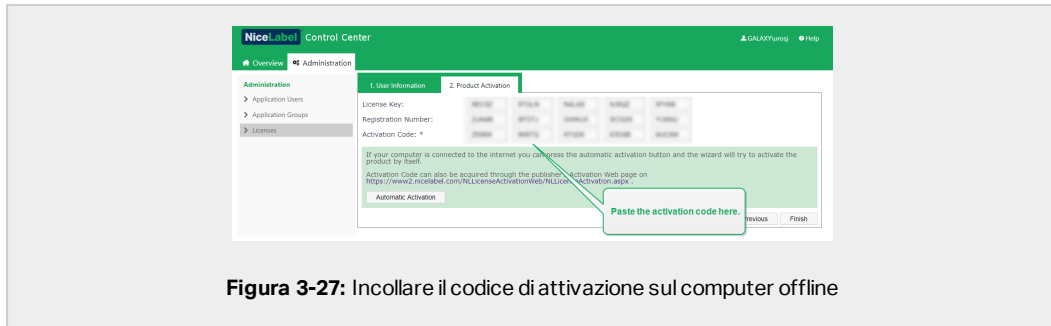 NiceLabel Control Center
GALAXY\urosj Help
Overview Administration
Administration
Application Users
Application Groups
Licenses
1. User Information 2. Product Activation
License Key:
Registration Number:
Activation Code: *
If your computer is connected to the internet you can press the automatic activation button and the wizard will try to activate the
product by itself.
Activation Code can also be acquired through the publisher Activation Web page on
https://www2.nicelabel.com/NLLicenseActivationWeb/NLLicenseActivation.aspx .
Automatic Activation
Paste the activation code here.
revious Finish
Figura 3-27: Incollare il codice di attivazione sul computer offline